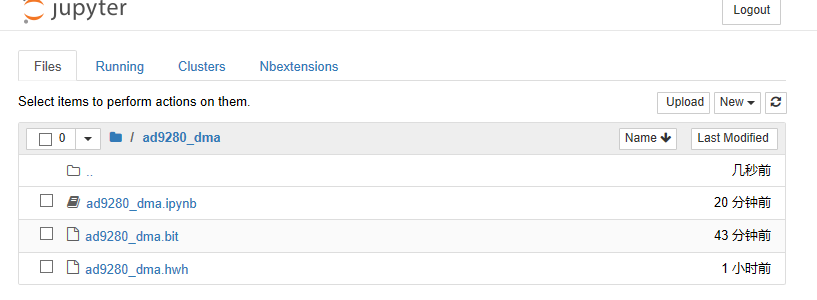 jupyter
Logout
Files Running Clusters Nbextensions
Select items to perform actions on them.
Upload New
0 / ad9280_dma Name Last Modified
.. 几秒前
ad9280_dma.ipynb 20 分钟前
ad9280_dma.bit 43 分钟前
ad9280_dma.hwh 1 小时前